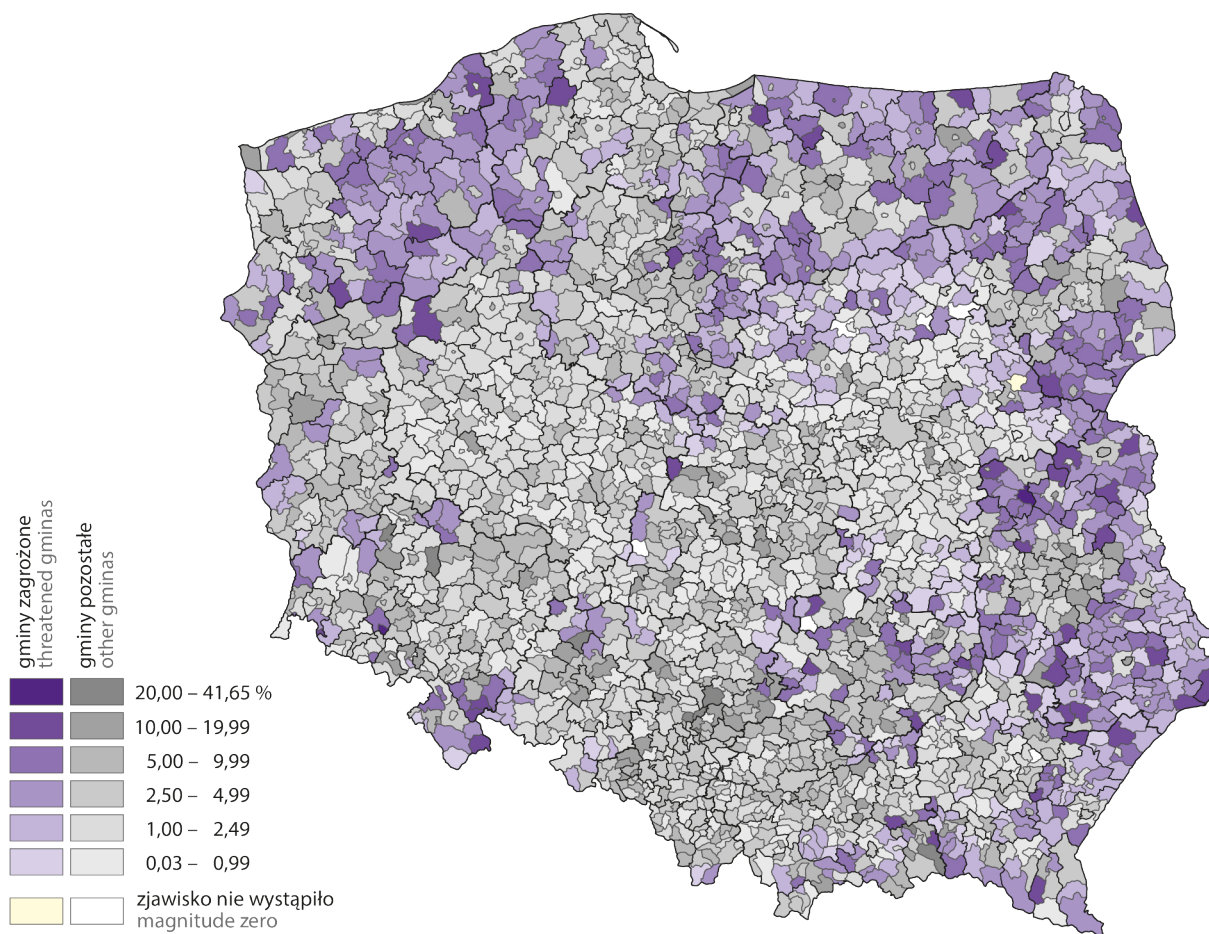 gminy zagrożone
threatened gminas
gminy pozostałe
other gminas
20,00 – 41,65 %
10,00 – 19,99
5,00 – 9,99
2,50 – 4,99
1,00 – 2,49
0,03 – 0,99
zjawisko nie wystąpiło
magnitude zero